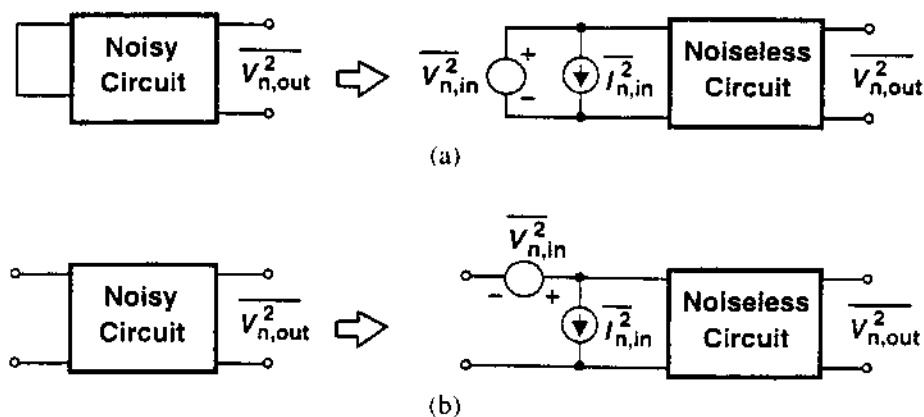 Noisy
Circuit
V²n,out
V²n,in
+
−
I²n,in
Noiseless
Circuit
V²n,out
(a)
Noisy
Circuit
V²n,out
V²n,in
−
+
I²n,in
Noiseless
Circuit
V²n,out
(b)